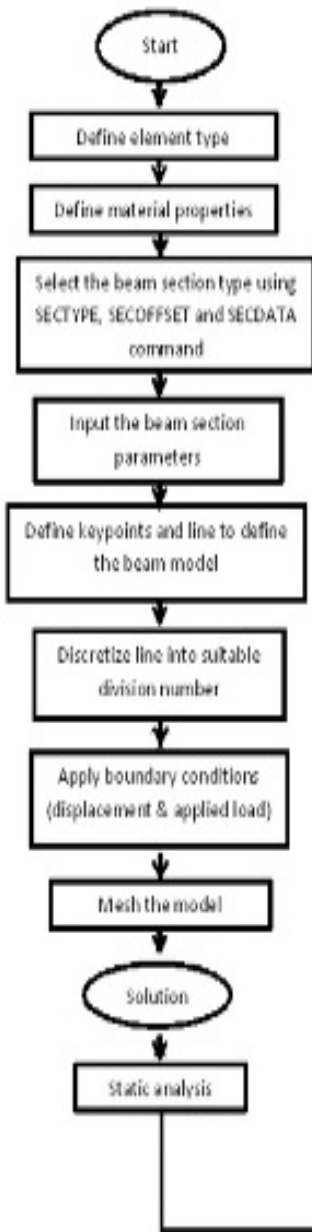 Start
Define element type
Define material properties
Select the beam section type using
SECTYPE, SECOFFSET and SECDATA
command
Input the beam section
parameters
Define keypoints and line to define
the beam model
Discretize line into suitable
division number
Apply boundary conditions
(displacement & applied load)
Mesh the model
Solution
Static analysis